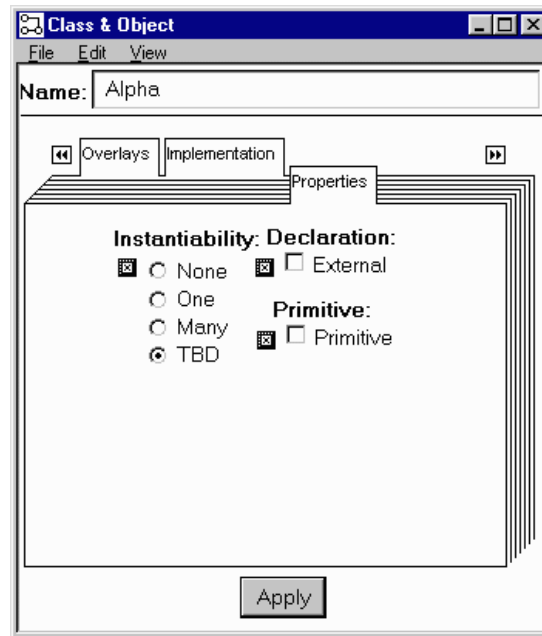 Class & Object
File Edit View
Name: Alpha
Overlays Implementation
Properties
Instantiability: Declaration:
None External
One
Many Primitive:
TBD Primitive
Apply